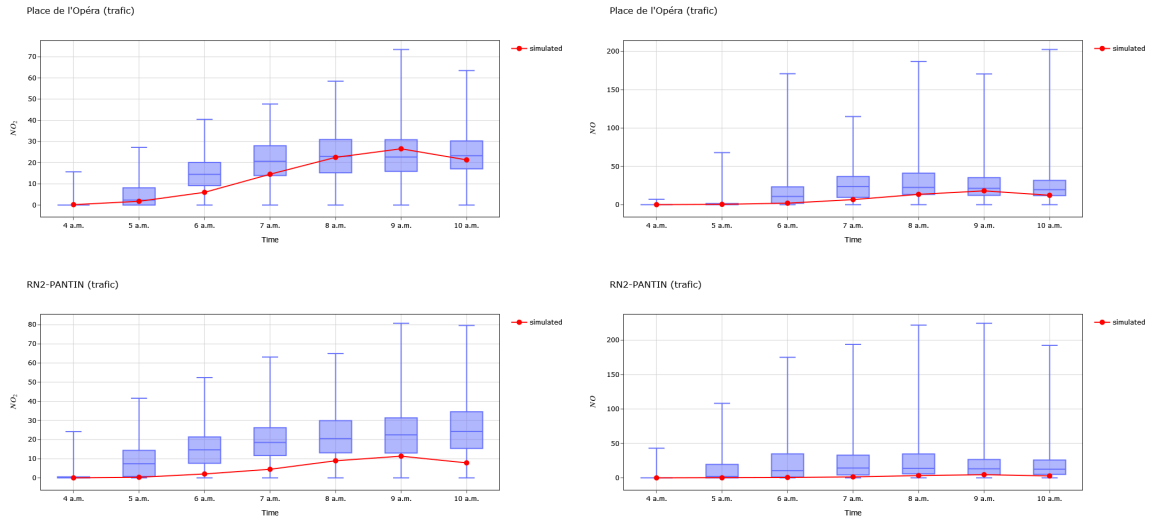 Place de l'Opéra (trafic)
NO₂
70
60
50
40
30
20
10
0
4 a.m. 5 a.m. 6 a.m. 7 a.m. 8 a.m. 9 a.m. 10 a.m.
Time
simulated
Place de l'Opéra (trafic)
NO
200
150
100
50
0
4 a.m. 5 a.m. 6 a.m. 7 a.m. 8 a.m. 9 a.m. 10 a.m.
Time
simulated
RN2-PANTIN (trafic)
NO₂
80
70
60
50
40
30
20
10
0
4 a.m. 5 a.m. 6 a.m. 7 a.m. 8 a.m. 9 a.m. 10 a.m.
Time
simulated
RN2-PANTIN (trafic)
NO
200
150
100
50
0
4 a.m. 5 a.m. 6 a.m. 7 a.m. 8 a.m. 9 a.m. 10 a.m.
Time
simulated